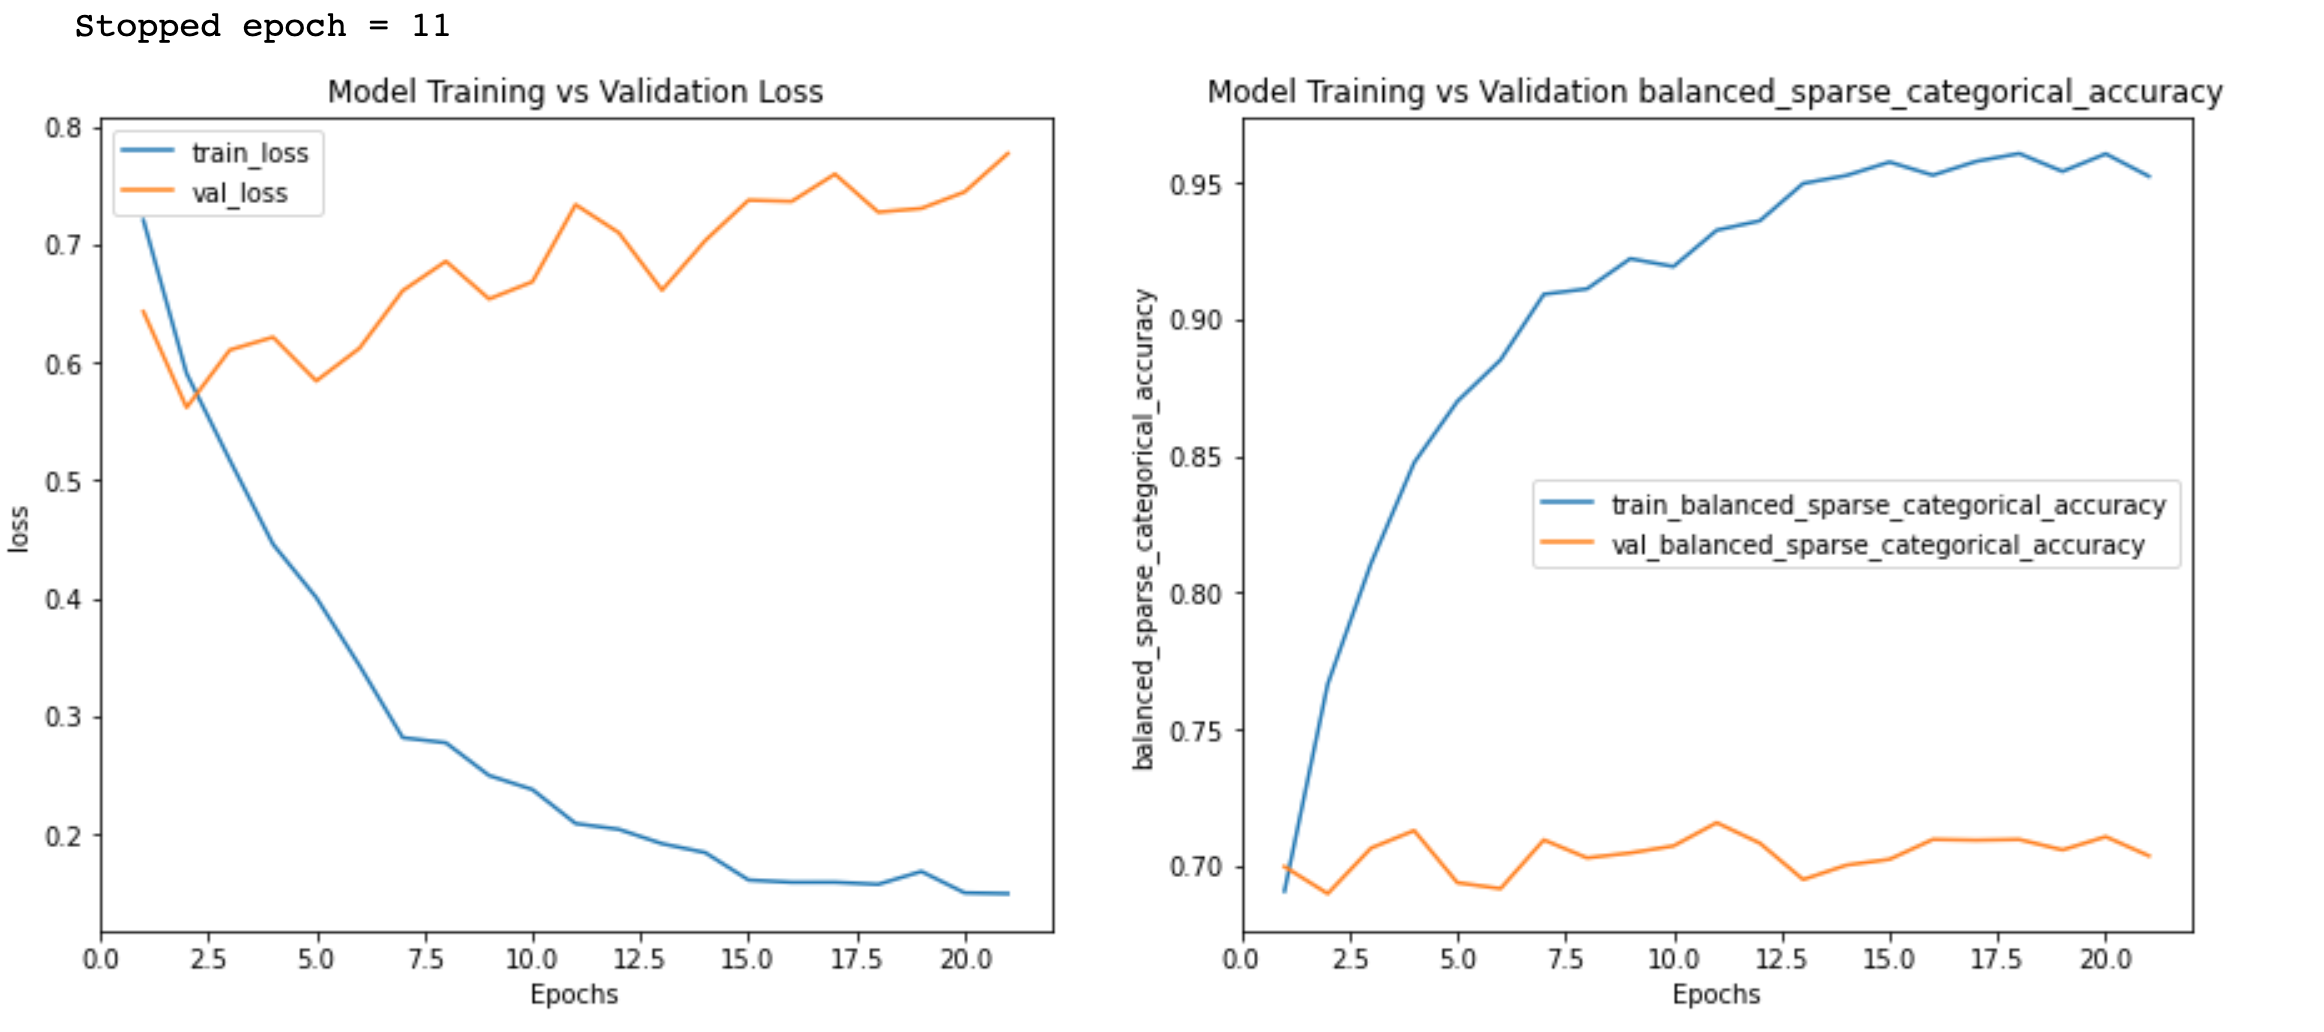 Stopped epoch = 11
Model Training vs Validation Loss
0.8
0.7
0.6
0.5
0.4
0.3
0.2
loss
train_loss
val_loss
0.0 2.5 5.0 7.5 10.0 12.5 15.0 17.5 20.0
Epochs
Model Training vs Validation balanced_sparse_categorical_accuracy
0.95
0.90
0.85
0.80
0.75
0.70
balanced_sparse_categorical_accuracy
train_balanced_sparse_categorical_accuracy
val_balanced_sparse_categorical_accuracy
0.0 2.5 5.0 7.5 10.0 12.5 15.0 17.5 20.0
Epochs